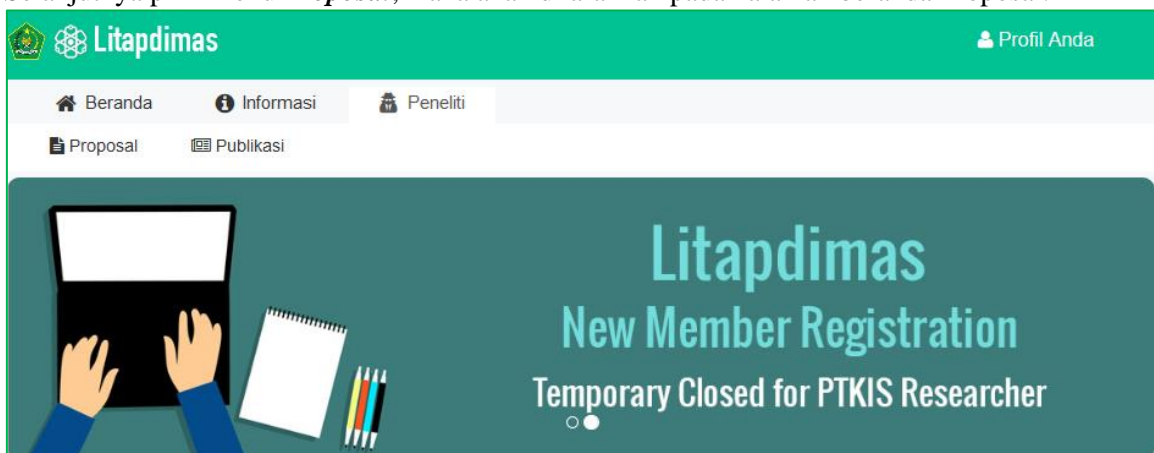 Litapdimas
Profil Anda
Beranda Informasi Peneliti
Proposal Publikasi
Litapdimas
New Member Registration
Temporary Closed for PTKIS Researcher